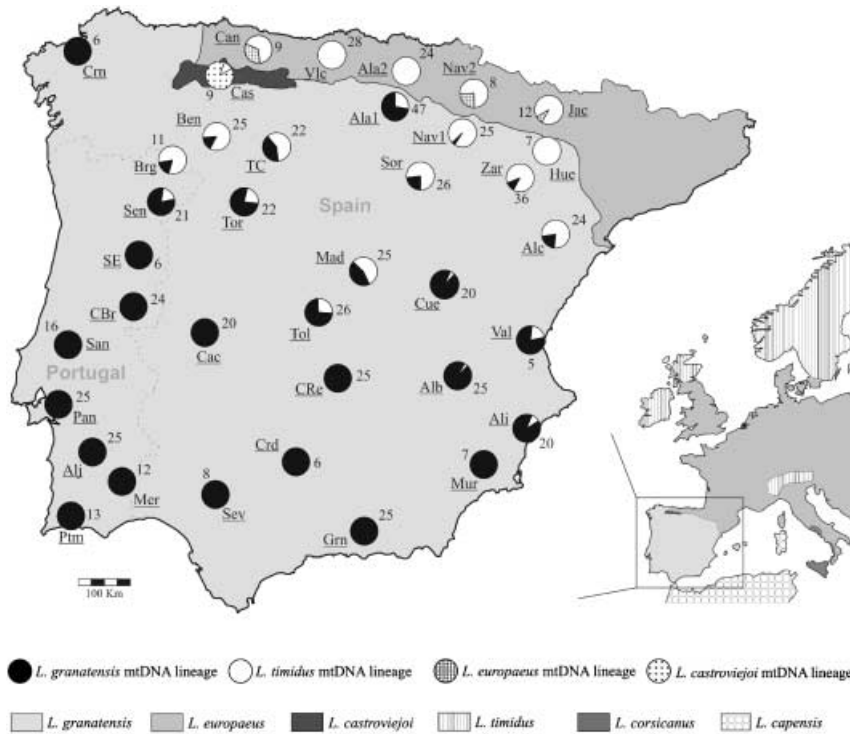 6
Crn
Can
9
28
Vlc
24
Ala2
Nav2
8
12
Jac
9
Cas
Ala1
47
Ben
25
11
Brg
22
TC
Nav1
25
7
Hue
Sor
26
Zar
36
Sen
21
Tor
22
Spain
24
Alc
SE
6
Mad
25
Cue
20
24
CBr
16
San
20
Cac
26
Tol
Val
5
Portugal
25
Pan
CRe
25
Alb
25
Ali
20
25
Alj
12
Mer
Crd
6
7
Mur
8
Sev
13
Ptm
25
Grn
100 Km
L. granatensis mtDNA lineage L. timidus mtDNA lineage L. europaeus mtDNA lineage L. castroviejoi mtDNA lineage
L. granatensis L. europaeus L. castroviejoi L. timidus L. corsicanus L. capensis